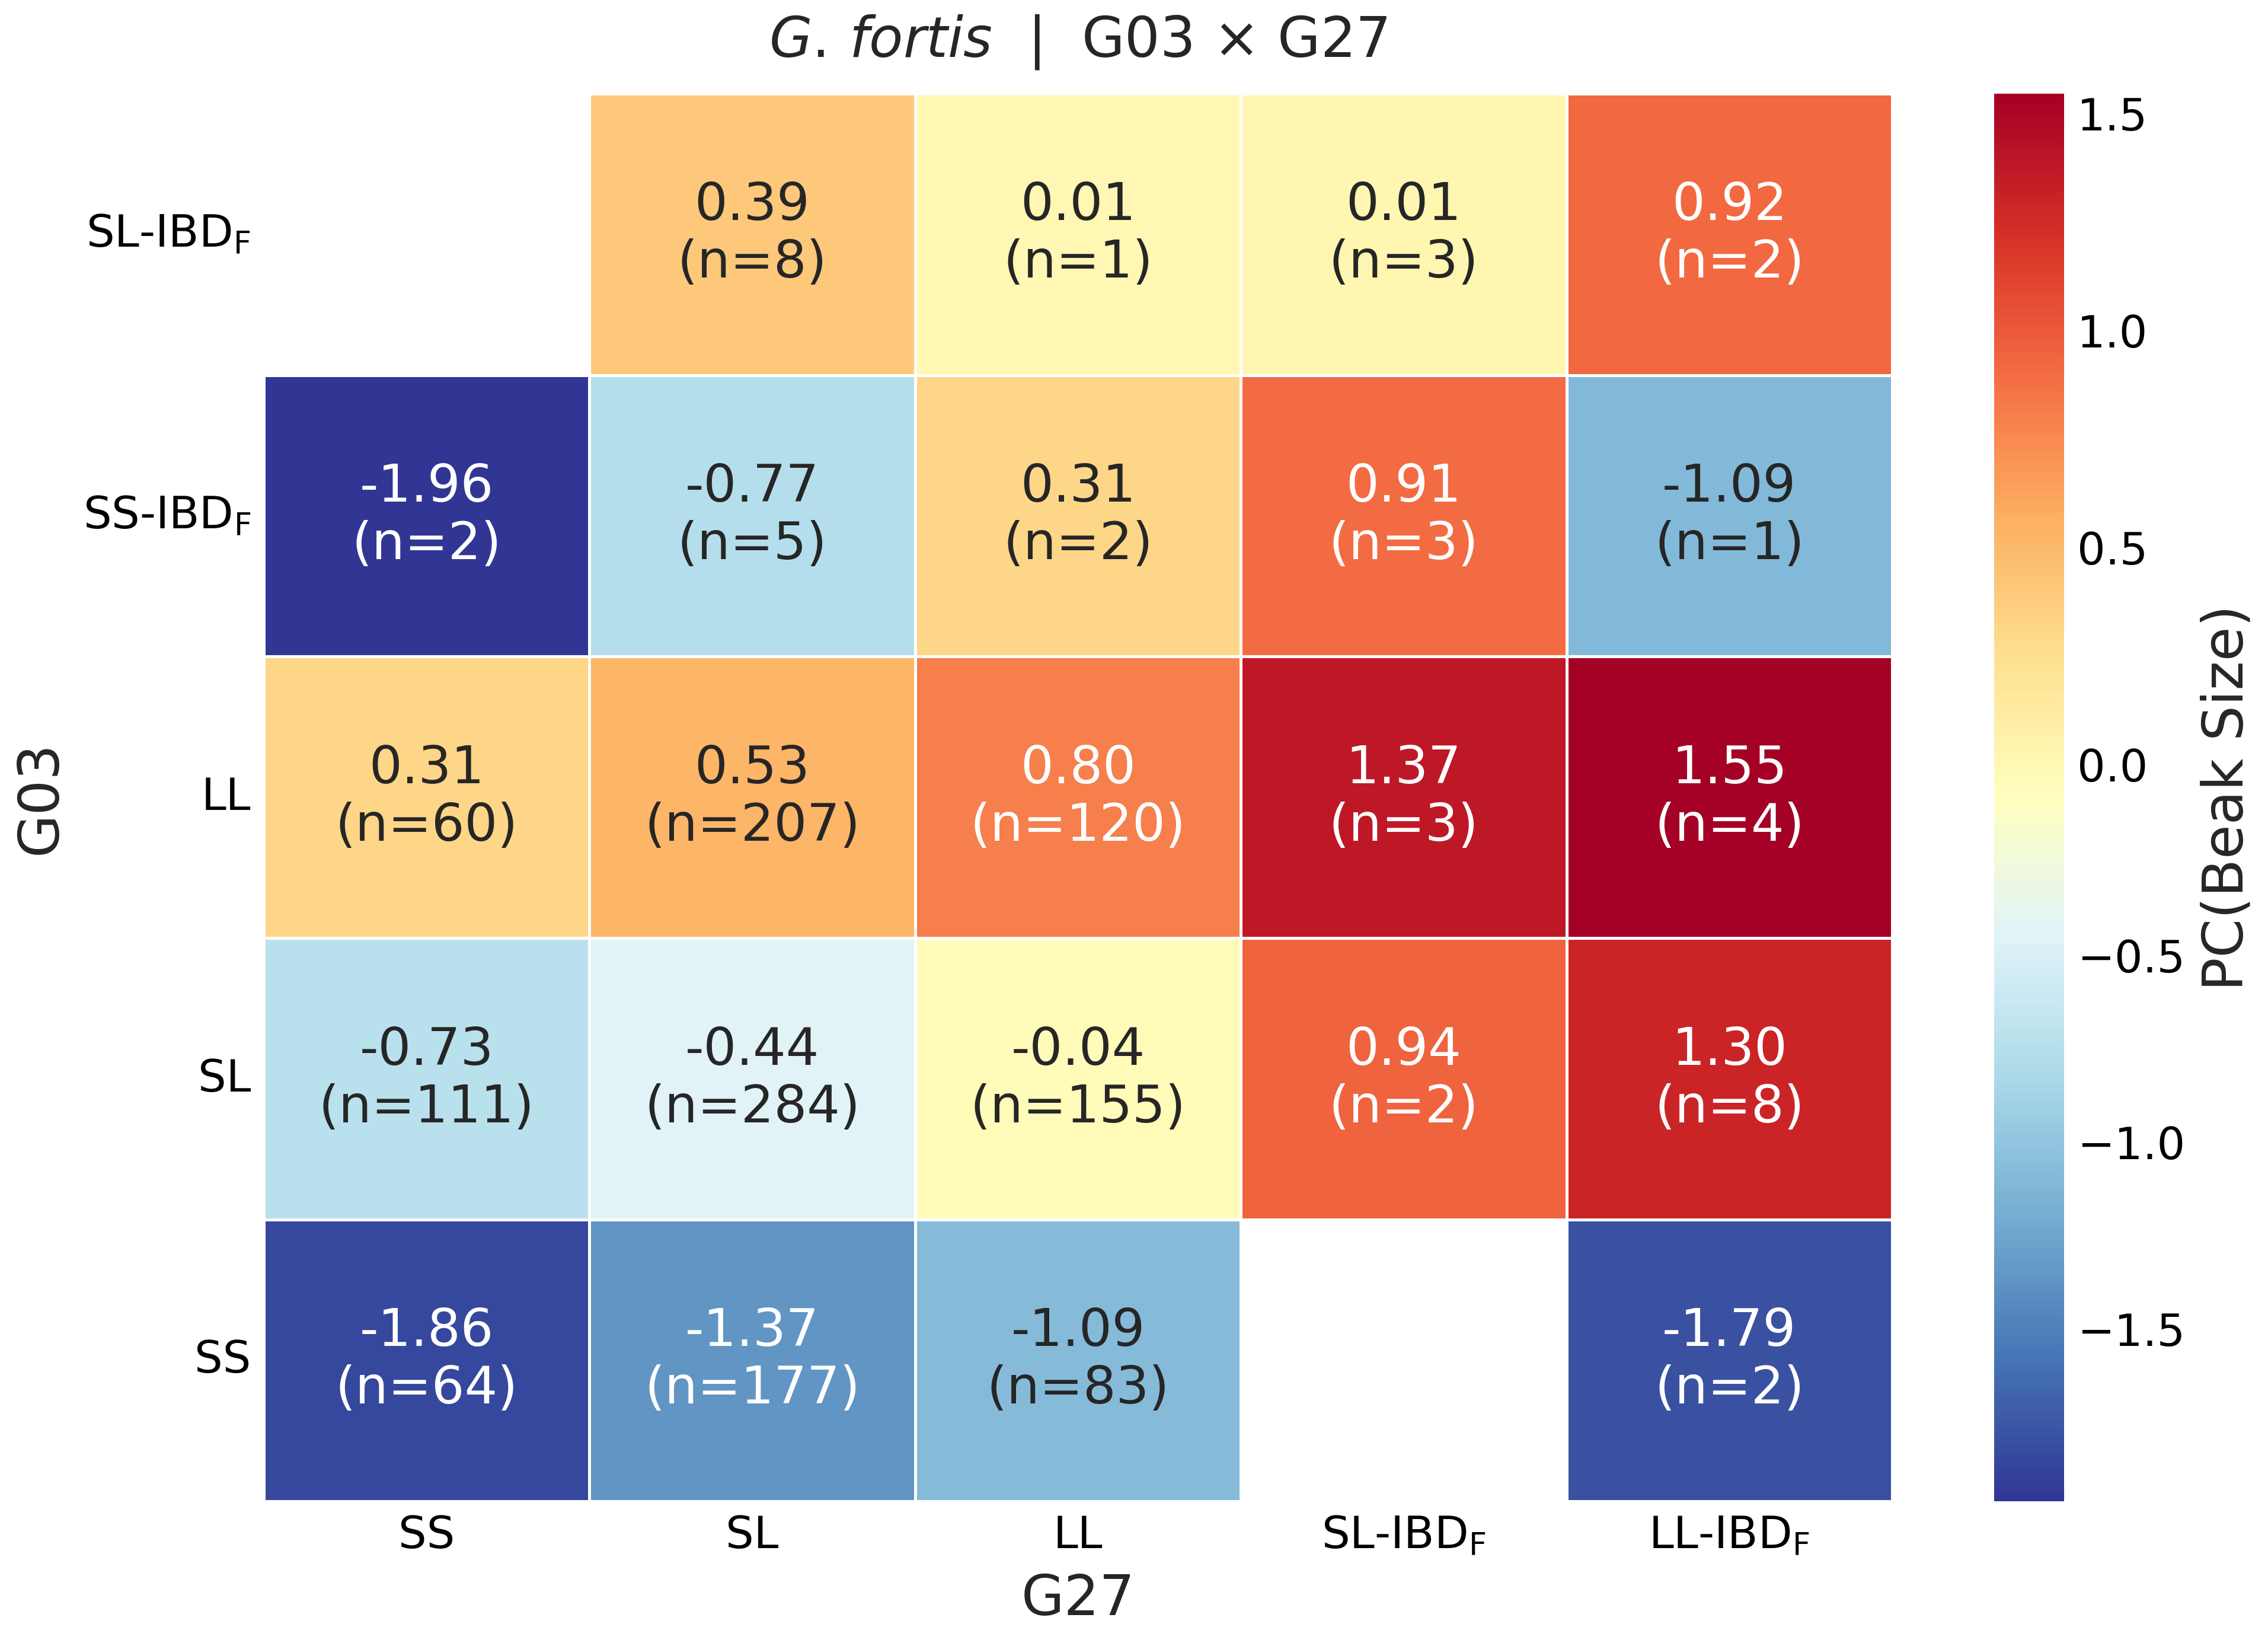 G. fortis | G03 × G27
SL-IBD_F
0.39
(n=8)
0.01
(n=1)
0.01
(n=3)
0.92
(n=2)
SS-IBD_F
-1.96
(n=2)
-0.77
(n=5)
0.31
(n=2)
0.91
(n=3)
-1.09
(n=1)
G03
LL
0.31
(n=60)
0.53
(n=207)
0.80
(n=120)
1.37
(n=3)
1.55
(n=4)
SL
-0.73
(n=111)
-0.44
(n=284)
-0.04
(n=155)
0.94
(n=2)
1.30
(n=8)
SS
-1.86
(n=64)
-1.37
(n=177)
-1.09
(n=83)
-1.79
(n=2)
SS
SL
LL
SL-IBD_F
LL-IBD_F
G27
1.5
1.0
0.5
0.0
−0.5
−1.0
−1.5
PC(Beak Size)